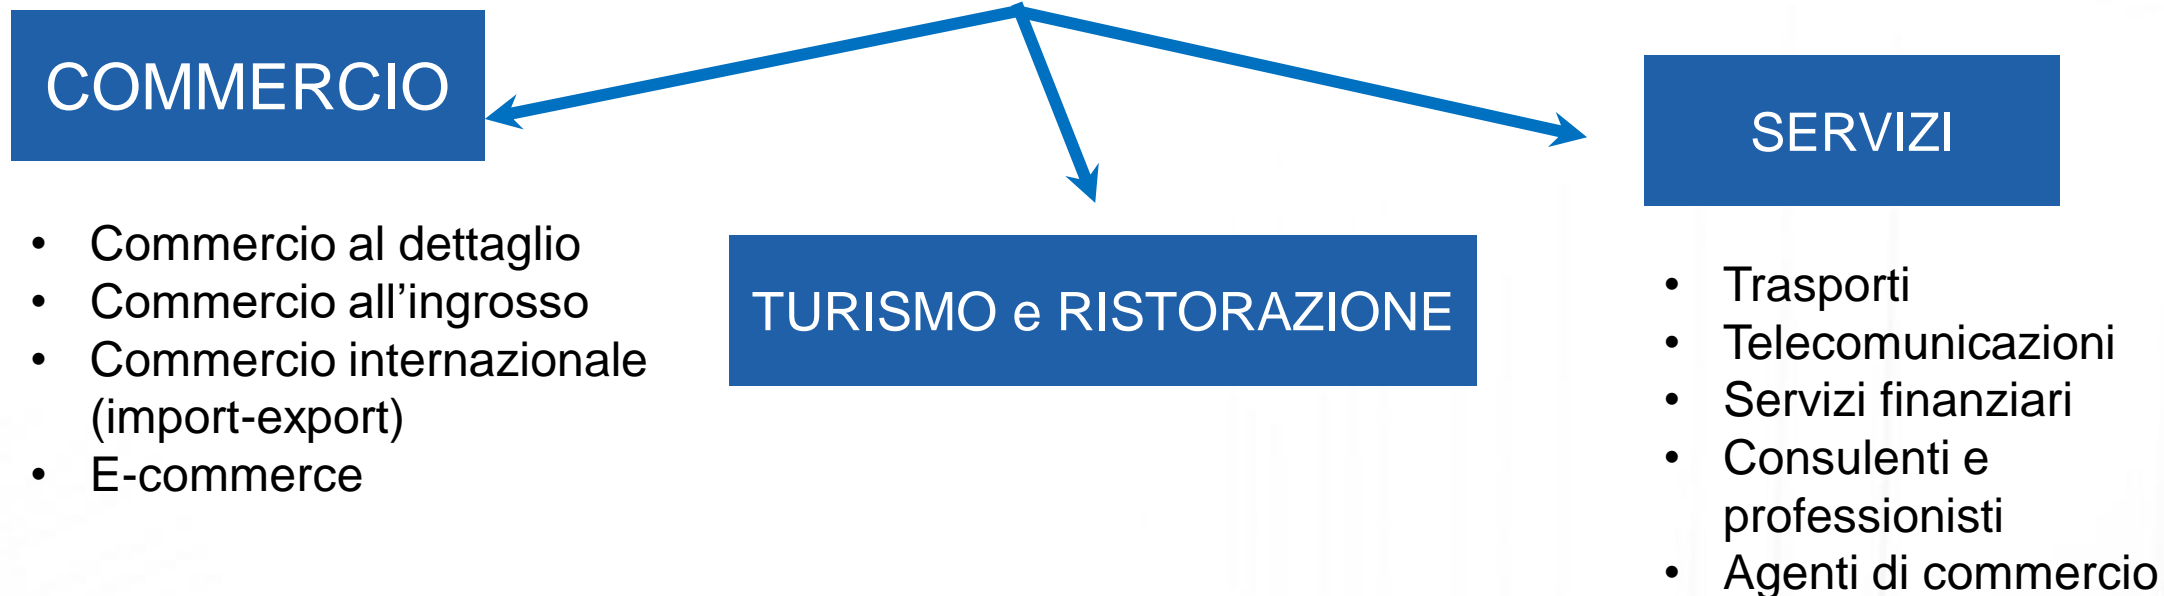 COMMERCIO
• Commercio al dettaglio
• Commercio all’ingrosso
• Commercio internazionale
(import-export)
• E-commerce
TURISMO e RISTORAZIONE
SERVIZI
• Trasporti
• Telecomunicazioni
• Servizi finanziari
• Consulenti e
professionisti
• Agenti di commercio